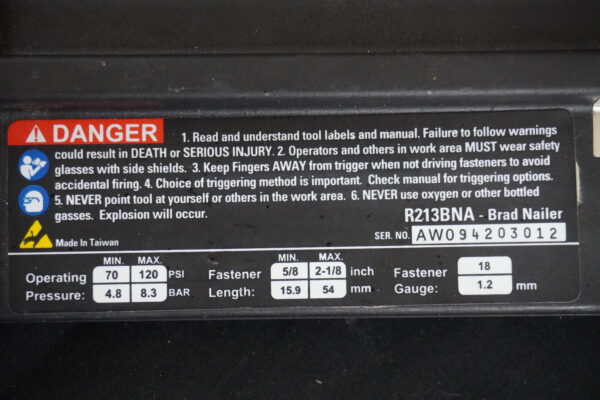 DANGER 1. Read and understand tool labels and manual. Failure to follow warnings
could result in DEATH or SERIOUS INJURY. 2. Operators and others in work area MUST wear safety
glasses with side shields. 3. Keep Fingers AWAY from trigger when not driving fasteners to avoid
accidental firing. 4. Choice of triggering method is important. Check manual for triggering options.
5. NEVER point tool at yourself or others in the work area. 6. NEVER use oxygen or other bottled
gasses. Explosion will occur.
R213BNA - Brad Nailer
Made In Taiwan
SER. NO. AW094203012
MIN. MAX. MIN. MAX.
Operating 70 120 PSI Fastener 5/8 2-1/8 inch Fastener 18
Pressure: 4.8 8.3 BAR Length: 15.9 54 mm Gauge: 1.2 mm